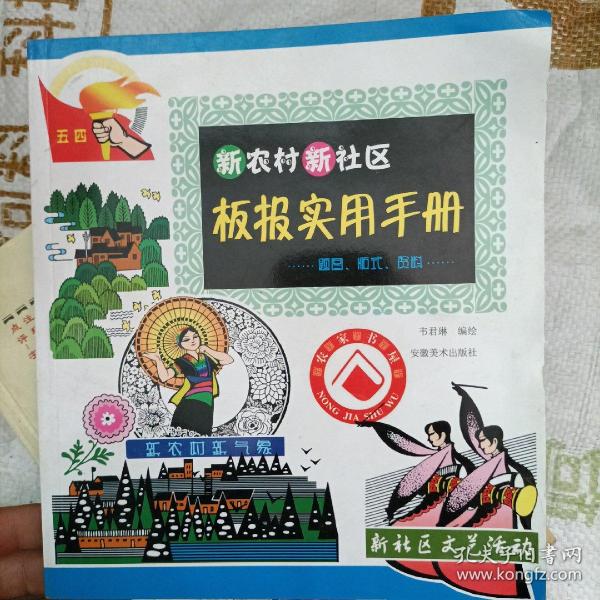 五四
新农村新社区
板报实用手册
……题图、版式、资料……
韦君琳 编绘
安徽美术出版社
农家书屋
NONG JIA SHU WU
新农村新气象
新社区文艺活动
孔夫子旧书网
www.kongfz.com